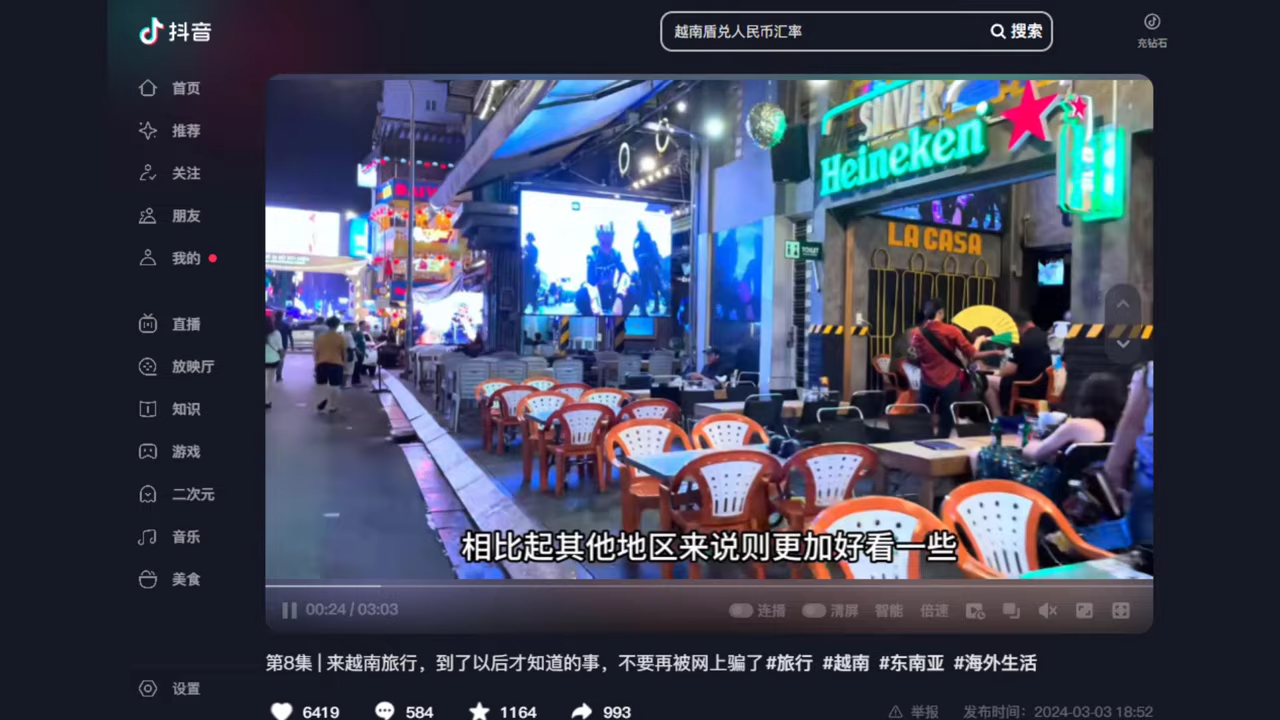 抖音
越南盾兑人民币汇率
搜索
充钻石
首页
推荐
关注
朋友
我的
直播
放映厅
知识
游戏
二次元
音乐
美食
设置
SILVER
Heineken
LA CASA
TOILET
相比起其他地区来说则更加好看一些
00:24 / 03:03
连播
清屏
智能
倍速
第8集 | 来越南旅行，到了以后才知道的事，不要再被网上骗了#旅行 #越南 #东南亚 #海外生活
6419
584
1164
993
举报
发布时间：2024-03-03 18:52